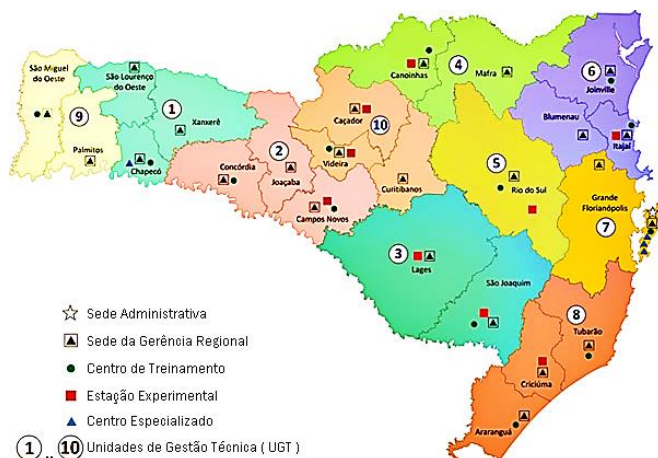 São Miguel
do Oeste
São Lourenço
do Oeste
1
Xanxerê
9
Palmitos
Chapecó
Concórdia
2
Joaçaba
Campos Novos
Caçador
10
Videira
Curitibanos
Canoinhas
4
Mafra
6
Joinville
Blumenau
Itajaí
5
Rio do Sul
Grande
Florianópolis
7
3
Lages
São Joaquim
8
Tubarão
Criciúma
Araranguá
Sede Administrativa
Sede da Gerência Regional
Centro de Treinamento
Estação Experimental
Centro Especializado
1 .. 10 Unidades de Gestão Técnica ( UGT )